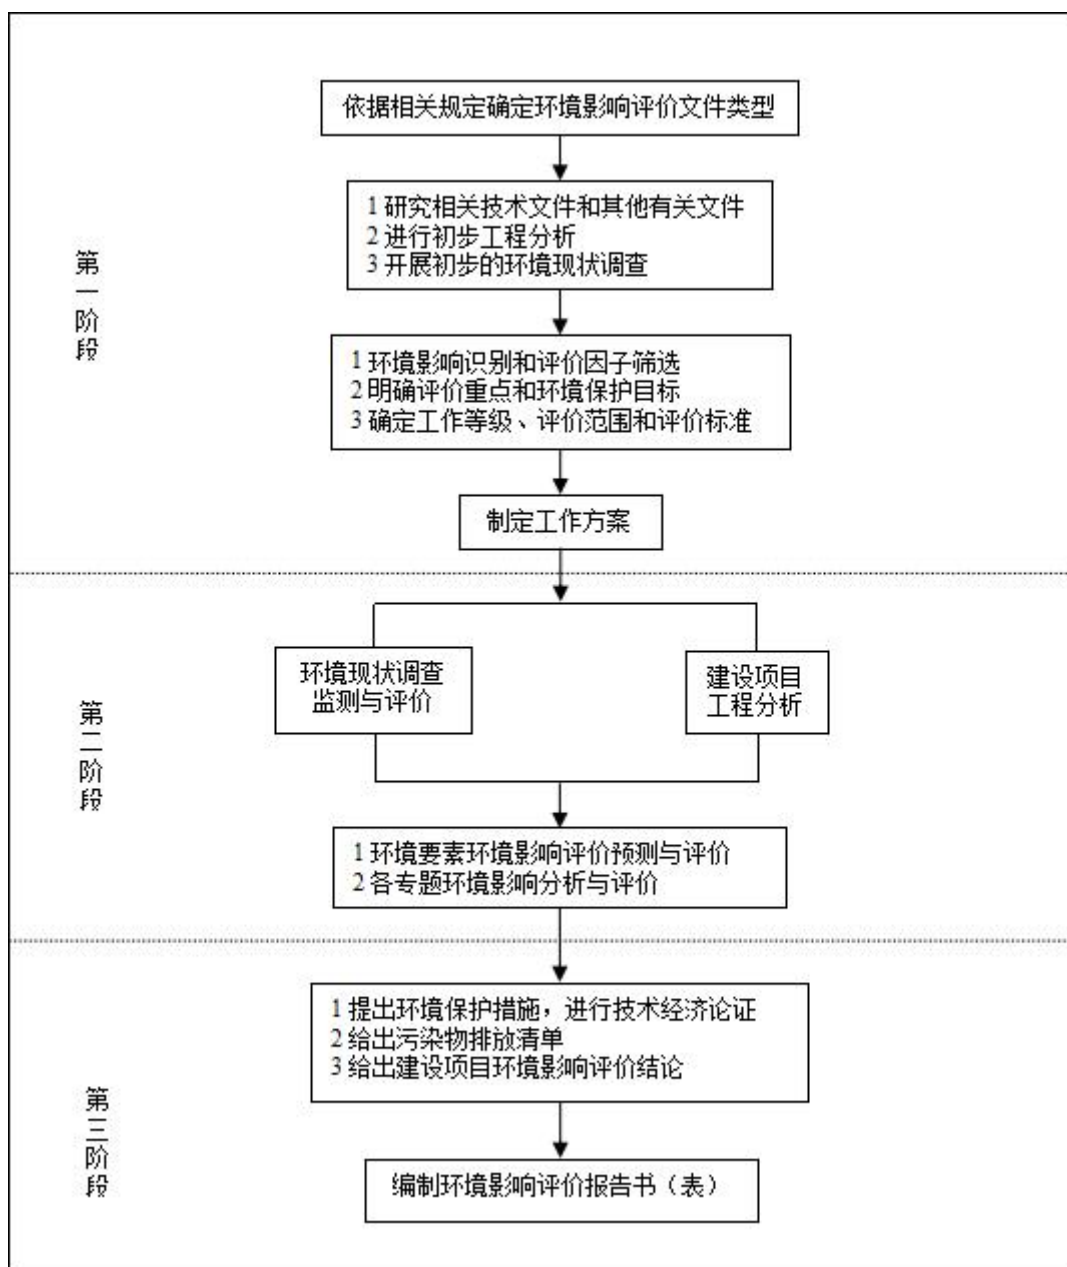 依据相关规定确定环境影响评价文件类型
1 研究相关技术文件和其他有关文件
2 进行初步工程分析
3 开展初步的环境现状调查
第一阶段
1 环境影响识别和评价因子筛选
2 明确评价重点和环境保护目标
3 确定工作等级、评价范围和评价标准
制定工作方案
环境现状调查
监测与评价
建设项目
工程分析
第二阶段
1 环境要素环境影响评价预测与评价
2 各专题环境影响分析与评价
1 提出环境保护措施，进行技术经济论证
2 给出污染物排放清单
3 给出建设项目环境影响评价结论
第三阶段
编制环境影响评价报告书（表）